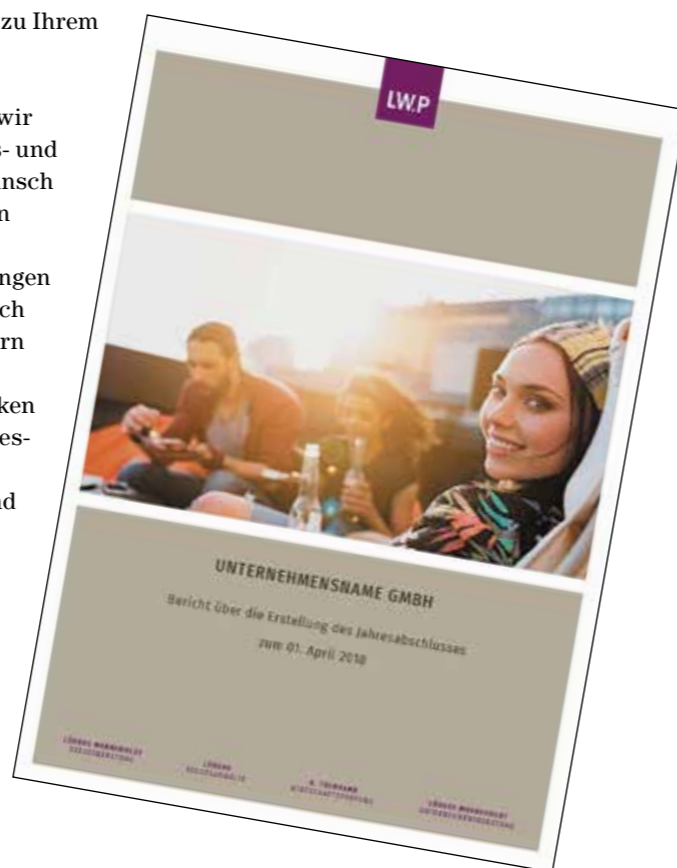 zu Ihrem
wir
s- und
nsch
n
ngen
ch
rn
ken
es-
nd
LW.P
UNTERNEHMENSNAME GMBH
Bericht über die Erstellung des Jahresabschlusses
zum 01. April 2018